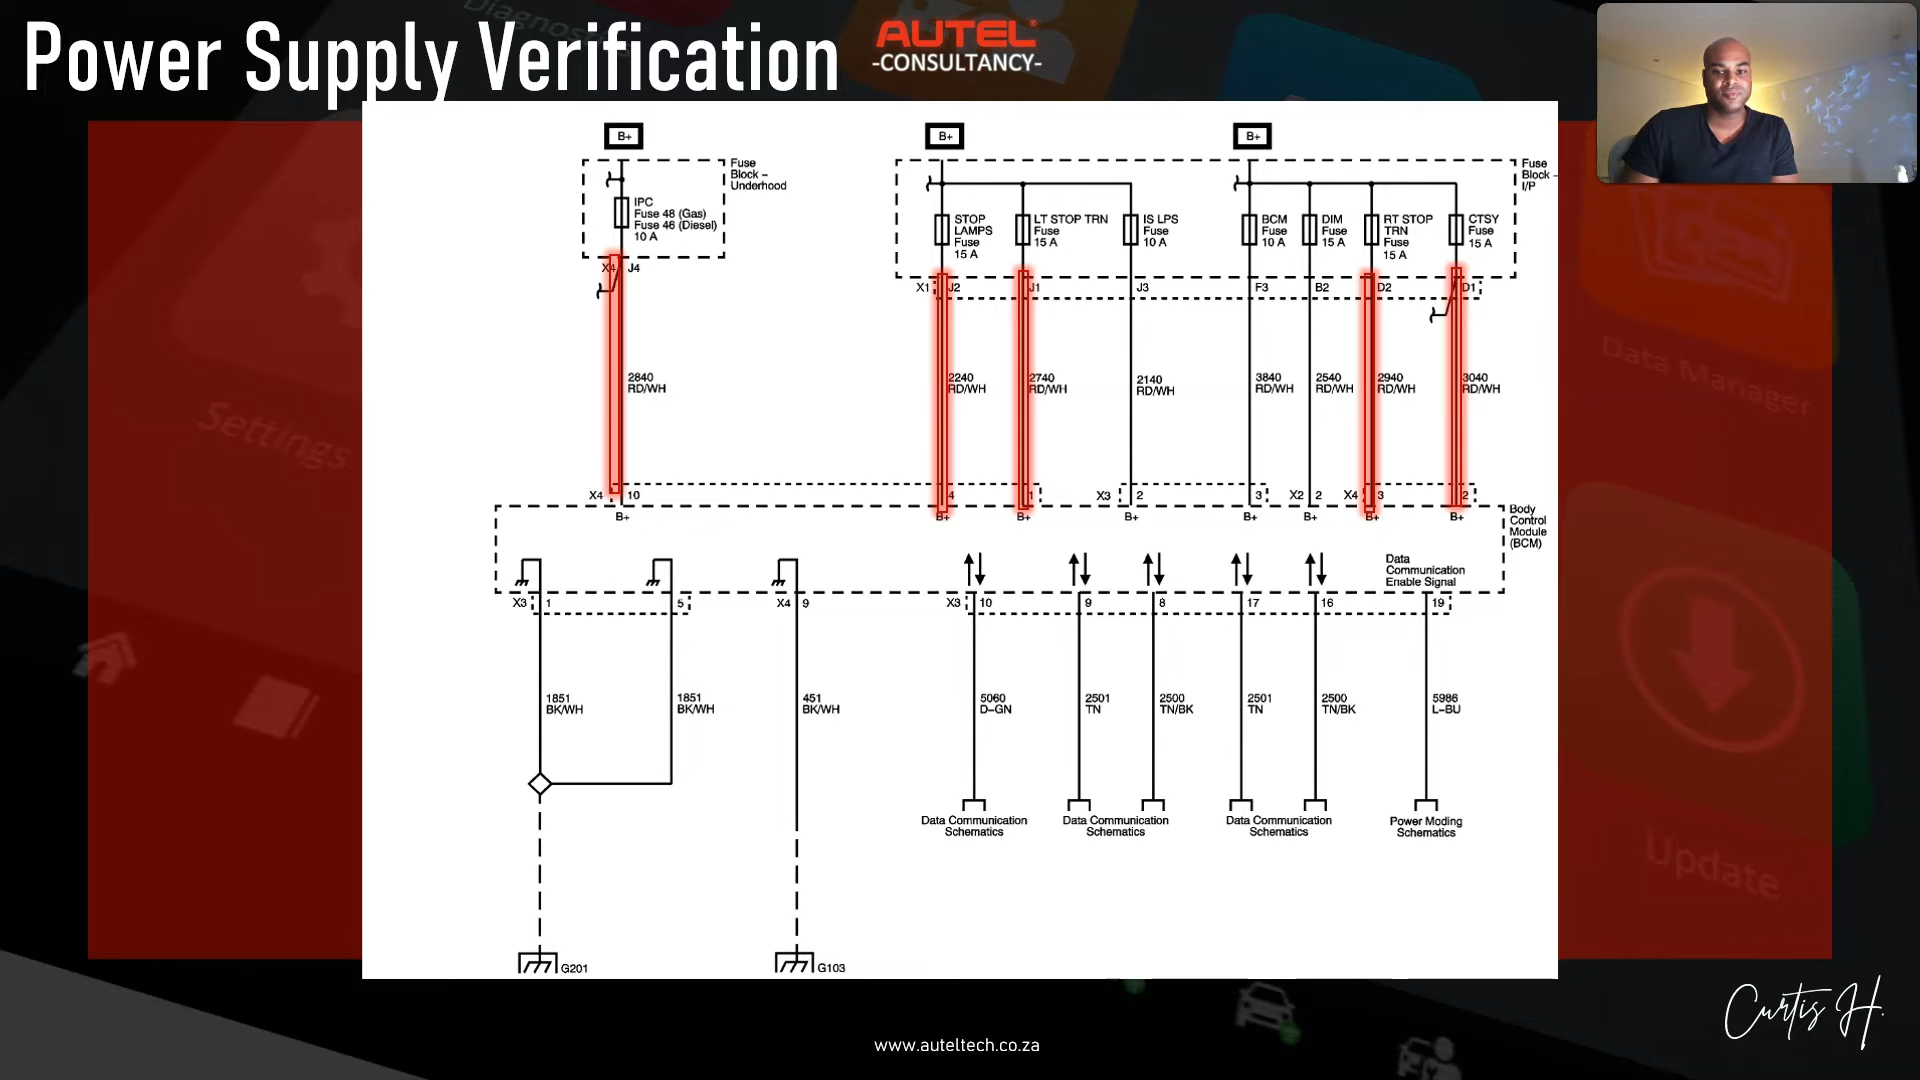 Power Supply Verification
AUTEL
-CONSULTANCY-
Diagnos
B+
B+
B+
Fuse
Block –
Underhood
IPC
Fuse 48 (Gas)
Fuse 46 (Diesel)
10 A
STOP
LAMPS
Fuse
15 A
LT STOP TRN
Fuse
15 A
IS LPS
Fuse
10 A
BCM
Fuse
10 A
DIM
Fuse
15 A
RT STOP
TRN
Fuse
15 A
CTSY
Fuse
15 A
Fuse
Block –
I/P
X4 J4
X1 J2 J1 J3 F3 B2 D2 D1
2840
RD/WH
2240
RD/WH
2740
RD/WH
2140
RD/WH
3840
RD/WH
2540
RD/WH
2940
RD/WH
3040
RD/WH
X4 10 4 1 X3 2 3 X2 2 X4 3 2
B+ B+ B+ B+ B+ B+ B+ B+
Body
Control
Module
(BCM)
Data
Communication
Enable Signal
X3 1 5 X4 9 X3 10 9 8 17 16 19
1851
BK/WH
1851
BK/WH
451
BK/WH
5060
D–GN
2501
TN
2500
TN/BK
2501
TN
2500
TN/BK
5986
L–BU
Data Communication
Schematics
Data Communication
Schematics
Data Communication
Schematics
Power Moding
Schematics
G201
G103
Settings
Data Manager
Update
Curtis H.
www.auteltech.co.za